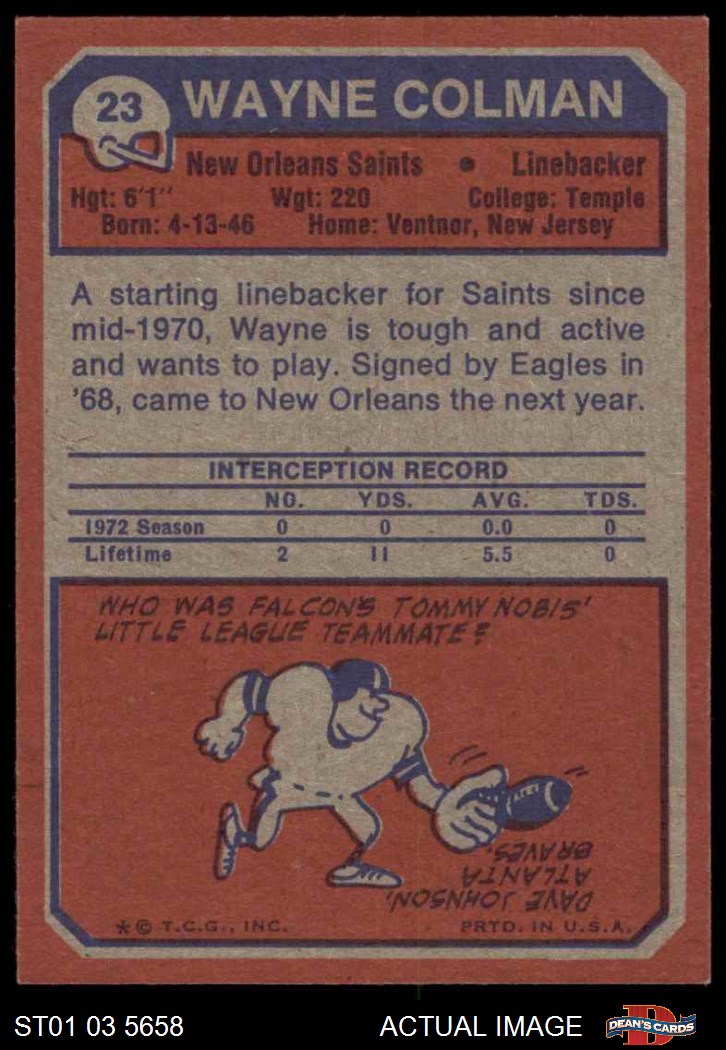 23 WAYNE COLMAN
New Orleans Saints • Linebacker
Hgt: 6'1" Wgt: 220 College: Temple
Born: 4-13-46 Home: Ventnor, New Jersey
A starting linebacker for Saints since
mid-1970, Wayne is tough and active
and wants to play. Signed by Eagles in
'68, came to New Orleans the next year.
INTERCEPTION RECORD
NO. YDS. AVG. TDS.
1972 Season 0 0 0.0 0
Lifetime 2 11 5.5 0
WHO WAS FALCON'S TOMMY NOBIS'
LITTLE LEAGUE TEAMMATE?
DAVE JOHNSON,
ATLANTA
BRAVES.
* © T.C.G., INC. PRTD. IN U.S.A.
ST01 03 5658 ACTUAL IMAGE D DEAN'S CARDS